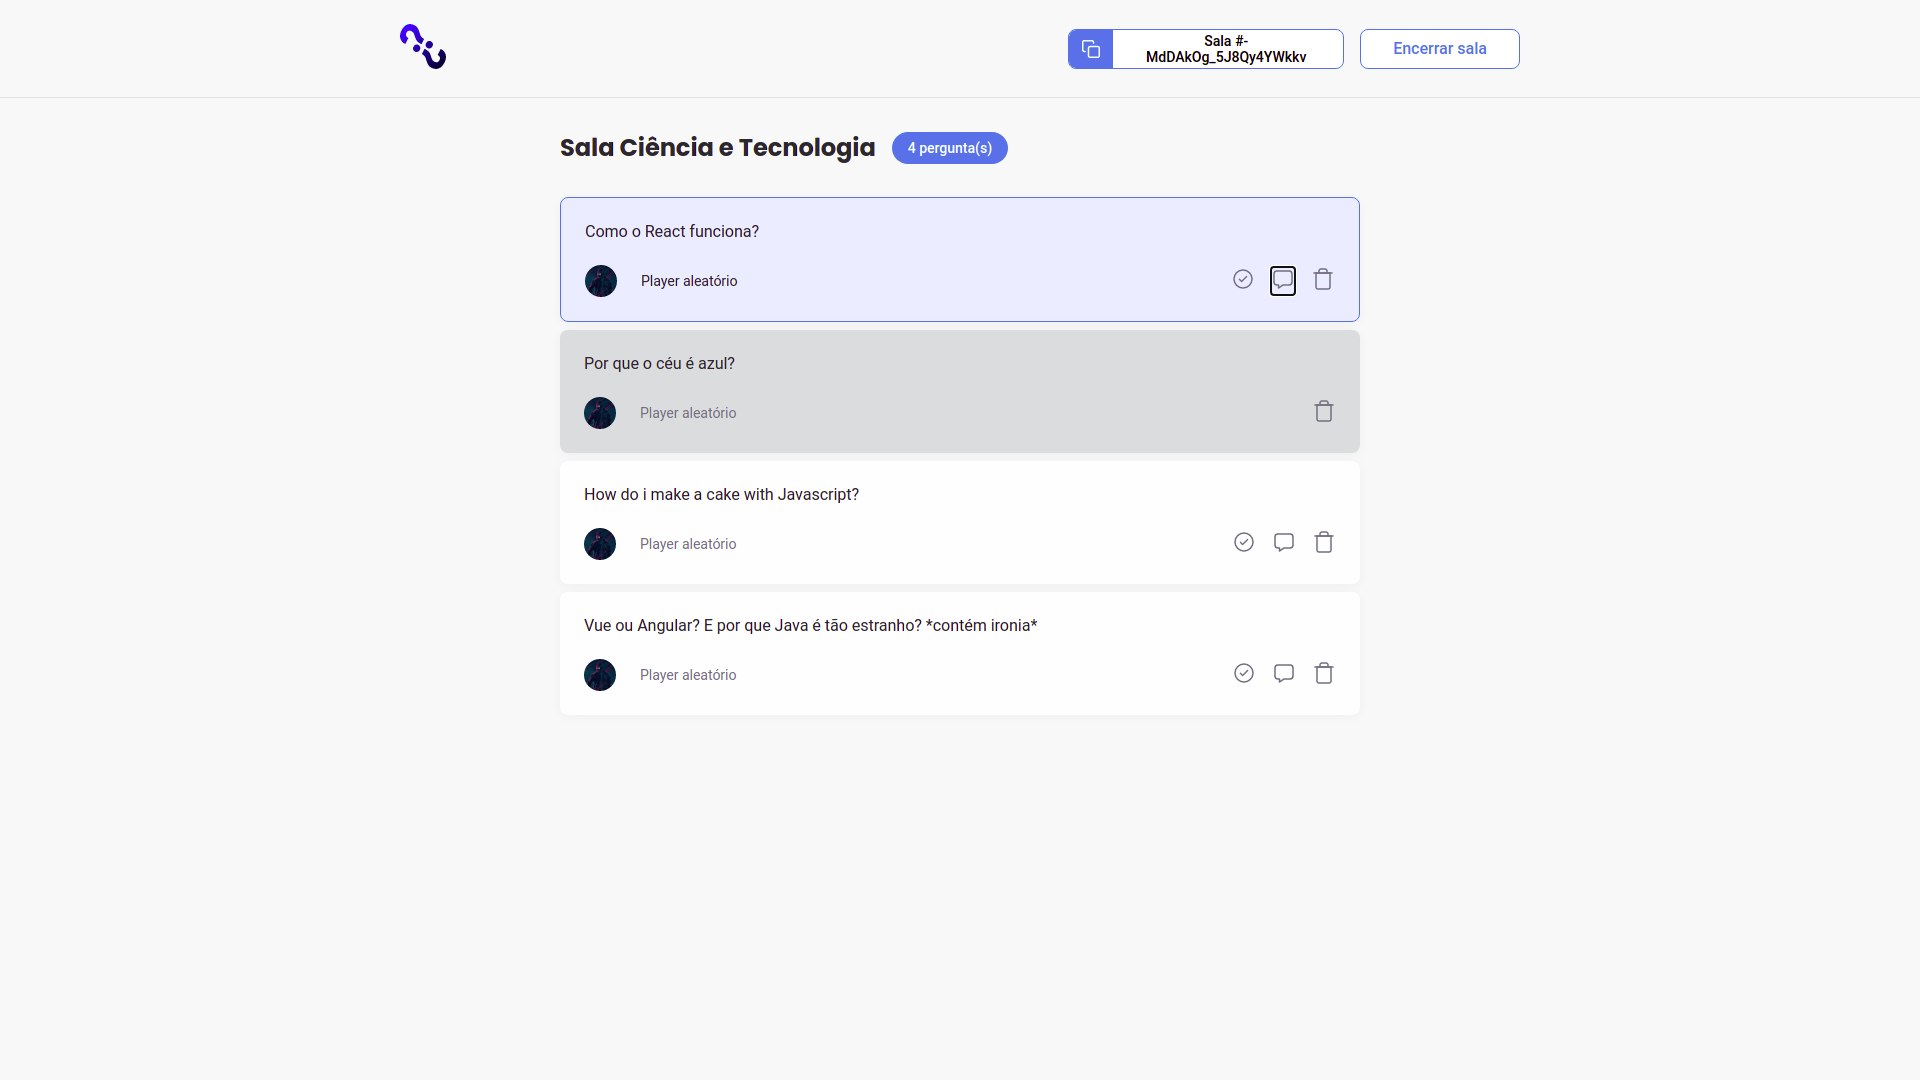 Sala #-
MdDAkOg_5J8Qy4YWkkv
Encerrar sala
Sala Ciência e Tecnologia
4 pergunta(s)
Como o React funciona?
Player aleatório
Por que o céu é azul?
Player aleatório
How do i make a cake with Javascript?
Player aleatório
Vue ou Angular? E por que Java é tão estranho? *contém ironia*
Player aleatório